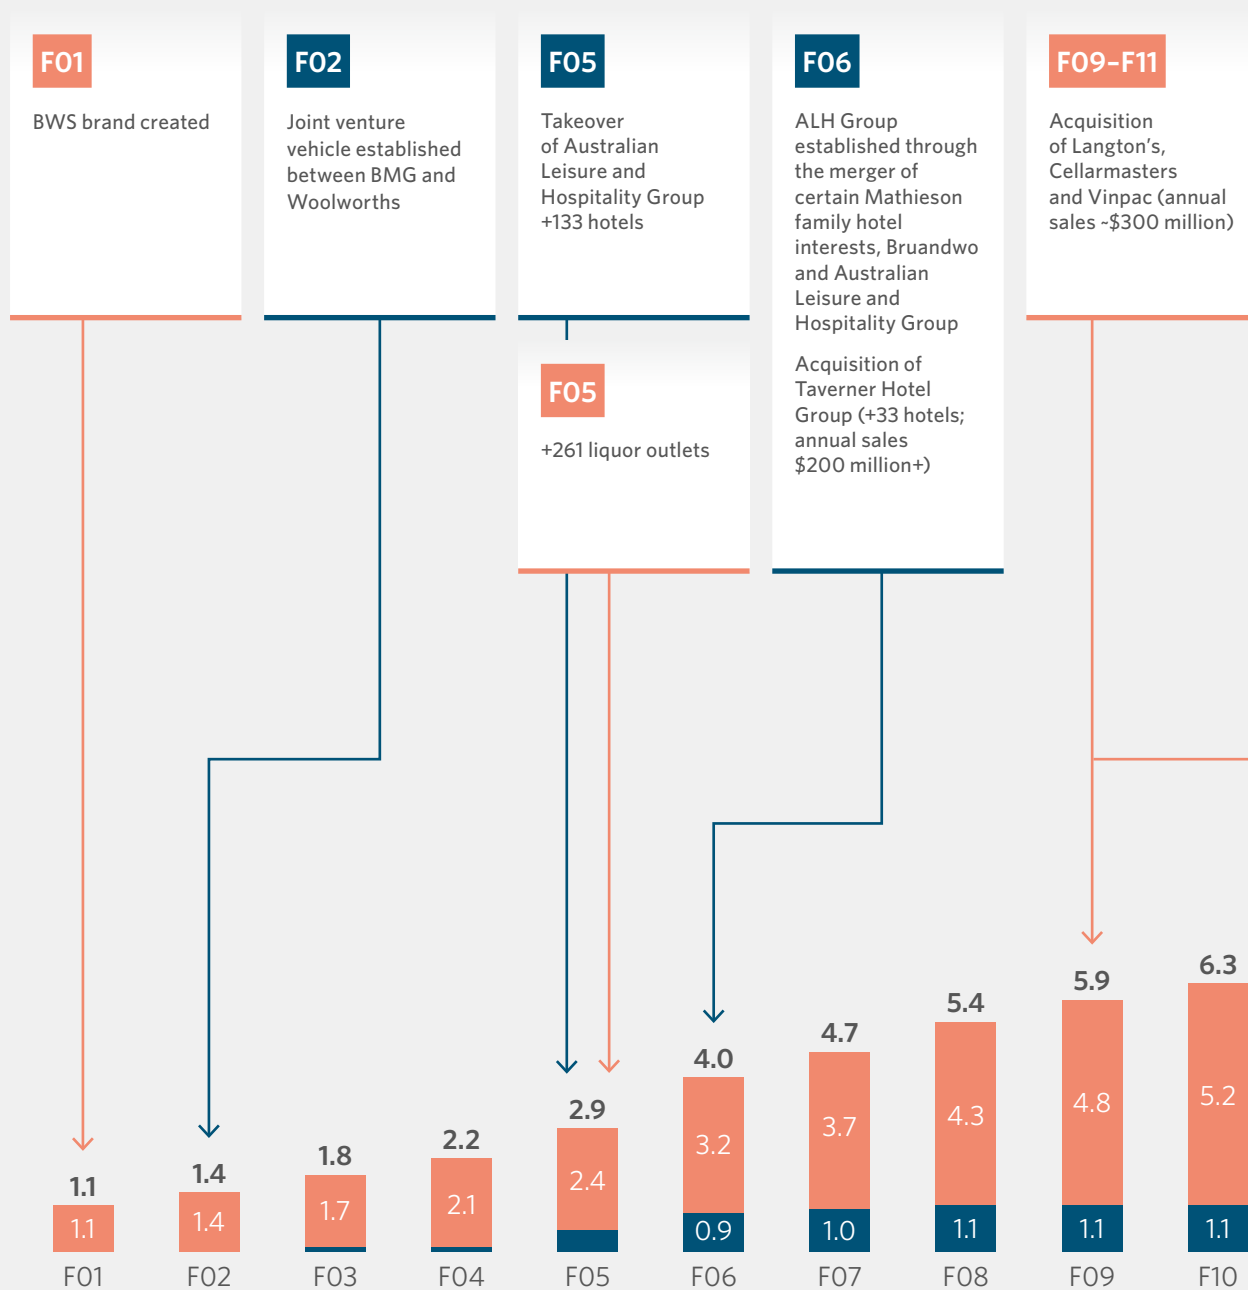 F01
BWS brand created
F02
Joint venture
vehicle established
between BMG and
Woolworths
F05
Takeover
of Australian
Leisure and
Hospitality Group
+133 hotels
F05
+261 liquor outlets
F06
ALH Group
established through
the merger of
certain Mathieson
family hotel
interests, Bruandwo
and Australian
Leisure and
Hospitality Group
Acquisition of
Taverner Hotel
Group (+33 hotels;
annual sales
$200 million+)
F09–F11
Acquisition
of Langton's,
Cellarmasters
and Vinpac (annual
sales ~$300 million)
1.1
1.1
F01
1.4
1.4
F02
1.8
1.7
F03
2.2
2.1
F04
2.9
2.4
F05
4.0
3.2
0.9
F06
4.7
3.7
1.0
F07
5.4
4.3
1.1
F08
5.9
4.8
1.1
F09
6.3
5.2
1.1
F10